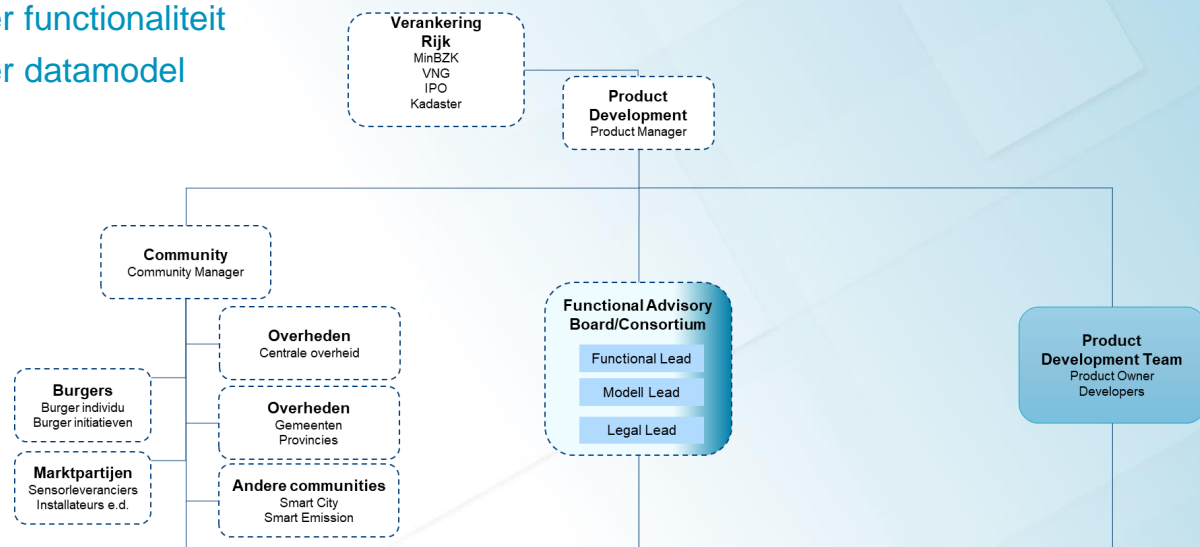 er functionaliteit
er datamodel
Verankering
Rijk
MinBZK
VNG
IPO
Kadaster
Product
Development
Product Manager
Community
Community Manager
Overheden
Centrale overheid
Burgers
Burger individu
Burger initiatieven
Overheden
Gemeenten
Provincies
Marktpartijen
Sensorleveranciers
Installateurs e.d.
Andere communities
Smart City
Smart Emission
Functional Advisory
Board/Consortium
Functional Lead
Modell Lead
Legal Lead
Product
Development Team
Product Owner
Developers